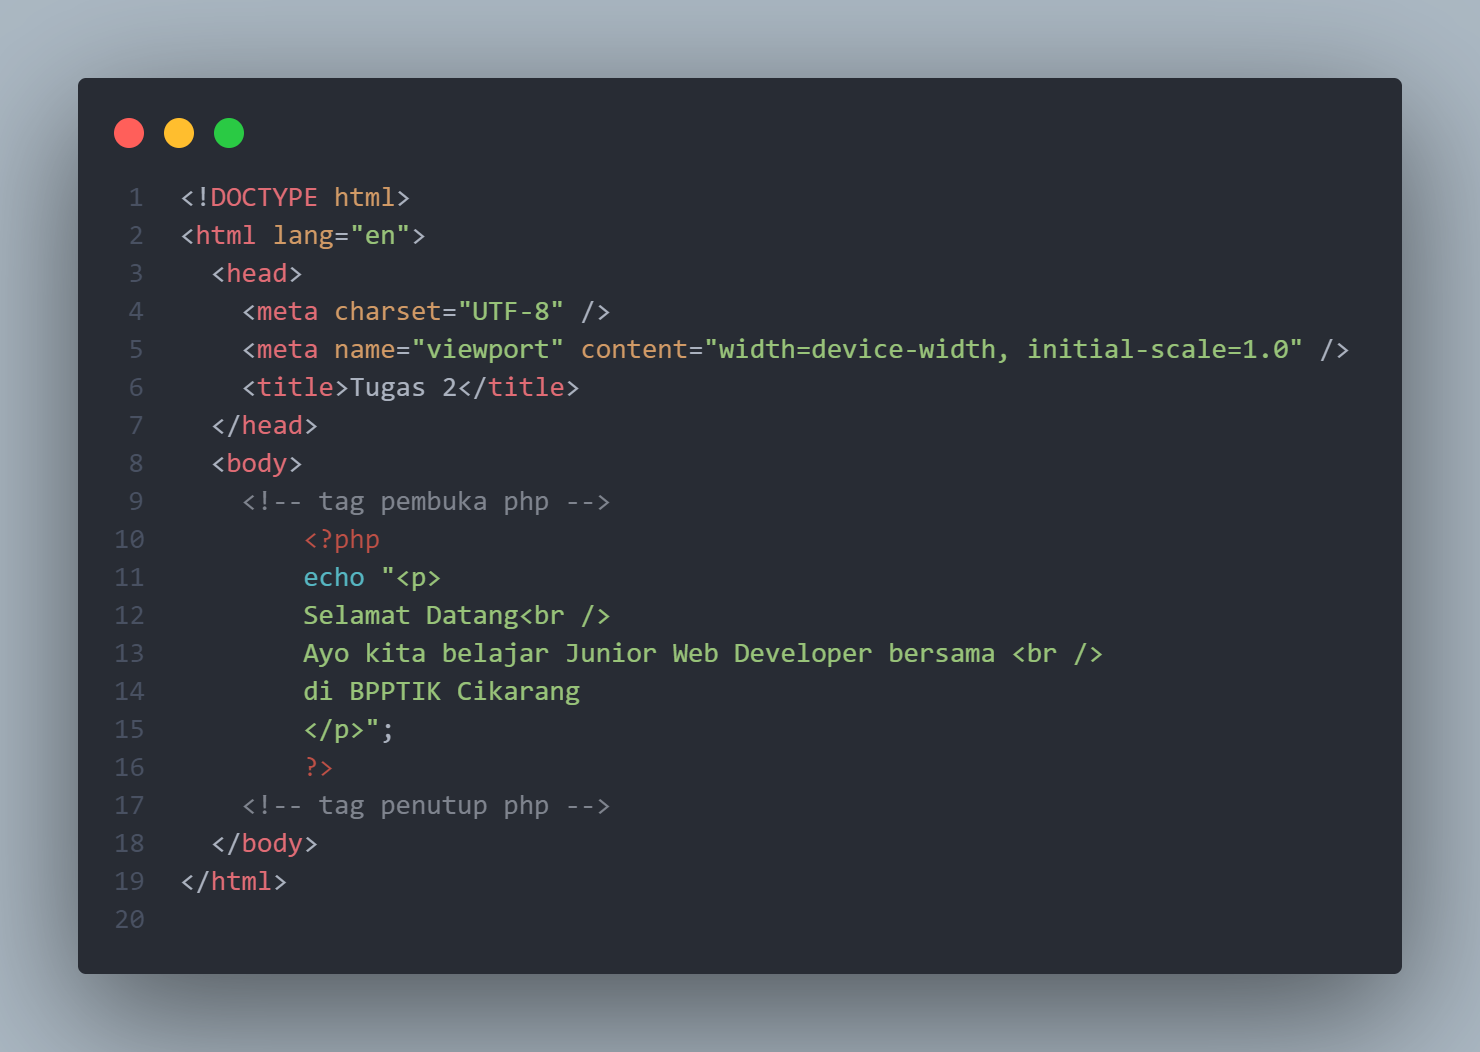 1 <!DOCTYPE html>
2 <html lang="en">
3   <head>
4     <meta charset="UTF-8" />
5     <meta name="viewport" content="width=device-width, initial-scale=1.0" />
6     <title>Tugas 2</title>
7   </head>
8   <body>
9     <!-- tag pembuka php -->
10         <?php
11         echo "<p>
12         Selamat Datang<br />
13         Ayo kita belajar Junior Web Developer bersama <br />
14         di BPPTIK Cikarang
15         </p>";
16         ?>
17     <!-- tag penutup php -->
18   </body>
19 </html>
20